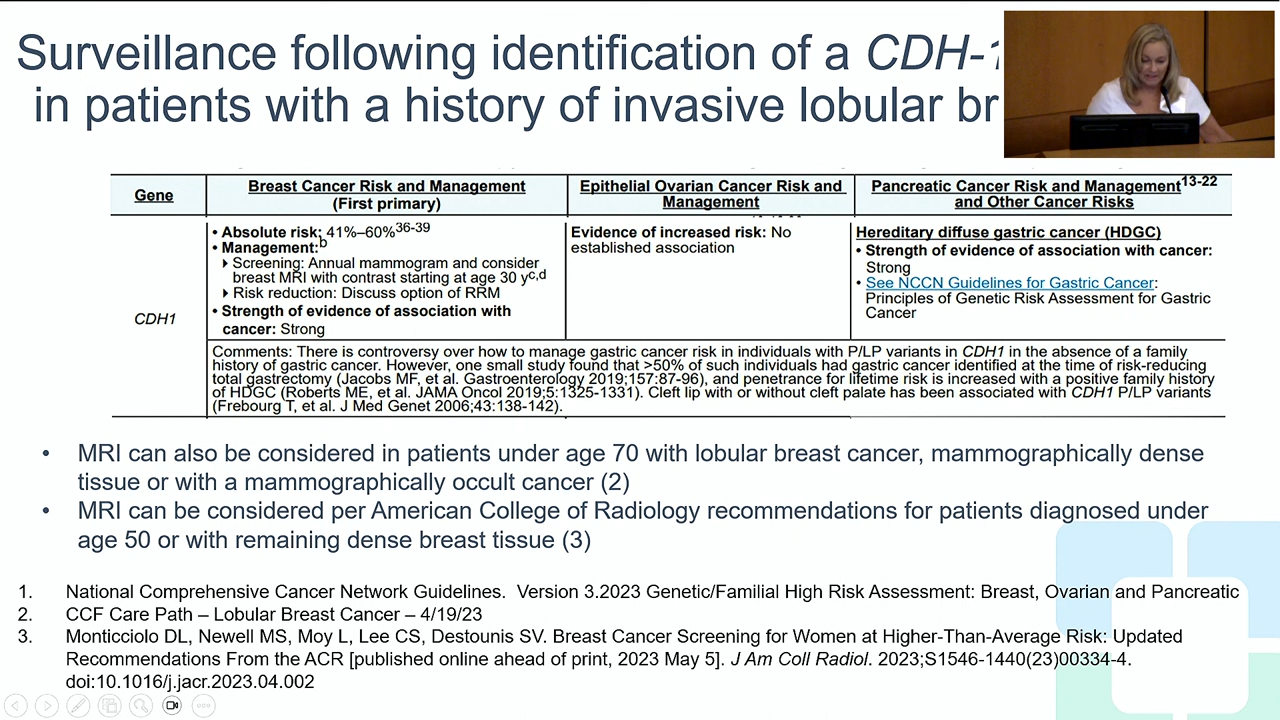 Surveillance following identification of a CDH-1
in patients with a history of invasive lobular br
Gene
Breast Cancer Risk and Management
(First primary)
Epithelial Ovarian Cancer Risk and
Management
Pancreatic Cancer Risk and Management13-22
and Other Cancer Risks
CDH1
• Absolute risk: 41%–60%36-39
• Management:b
Screening: Annual mammogram and consider
breast MRI with contrast starting at age 30 yc,d
Risk reduction: Discuss option of RRM
• Strength of evidence of association with
cancer: Strong
Evidence of increased risk: No
established association
Hereditary diffuse gastric cancer (HDGC)
• Strength of evidence of association with cancer:
Strong
• See NCCN Guidelines for Gastric Cancer:
Principles of Genetic Risk Assessment for Gastric
Cancer
Comments: There is controversy over how to manage gastric cancer risk in individuals with P/LP variants in CDH1 in the absence of a family
history of gastric cancer. However, one small study found that >50% of such individuals had gastric cancer identified at the time of risk-reducing
total gastrectomy (Jacobs MF, et al. Gastroenterology 2019;157:87-96), and penetrance for lifetime risk is increased with a positive family history
of HDGC (Roberts ME, et al. JAMA Oncol 2019;5:1325-1331). Cleft lip with or without cleft palate has been associated with CDH1 P/LP variants
(Frebourg T, et al. J Med Genet 2006;43:138-142).
• MRI can also be considered in patients under age 70 with lobular breast cancer, mammographically dense
tissue or with a mammographically occult cancer (2)
• MRI can be considered per American College of Radiology recommendations for patients diagnosed under
age 50 or with remaining dense breast tissue (3)
1. National Comprehensive Cancer Network Guidelines. Version 3.2023 Genetic/Familial High Risk Assessment: Breast, Ovarian and Pancreatic
2. CCF Care Path – Lobular Breast Cancer – 4/19/23
3. Monticciolo DL, Newell MS, Moy L, Lee CS, Destounis SV. Breast Cancer Screening for Women at Higher-Than-Average Risk: Updated
Recommendations From the ACR [published online ahead of print, 2023 May 5]. J Am Coll Radiol. 2023;S1546-1440(23)00334-4.
doi:10.1016/j.jacr.2023.04.002